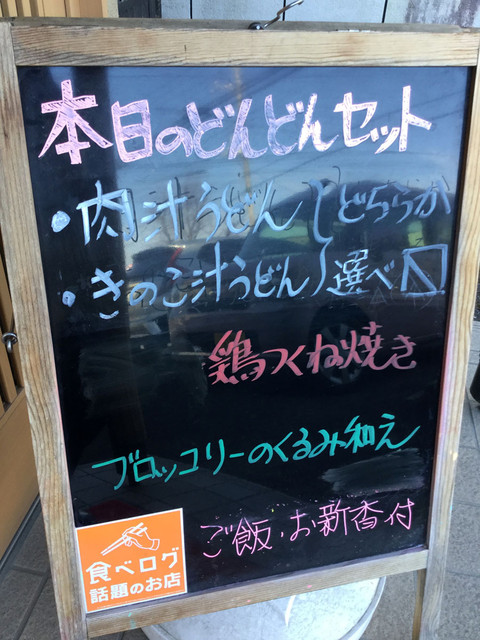 本日のどんどんセット
・肉汁うどん どちらか
・きのこ汁うどん 選べ〼
鶏つくね焼き
ブロッコリーのくるみ和え
ご飯・お新香付
食べログ
話題のお店